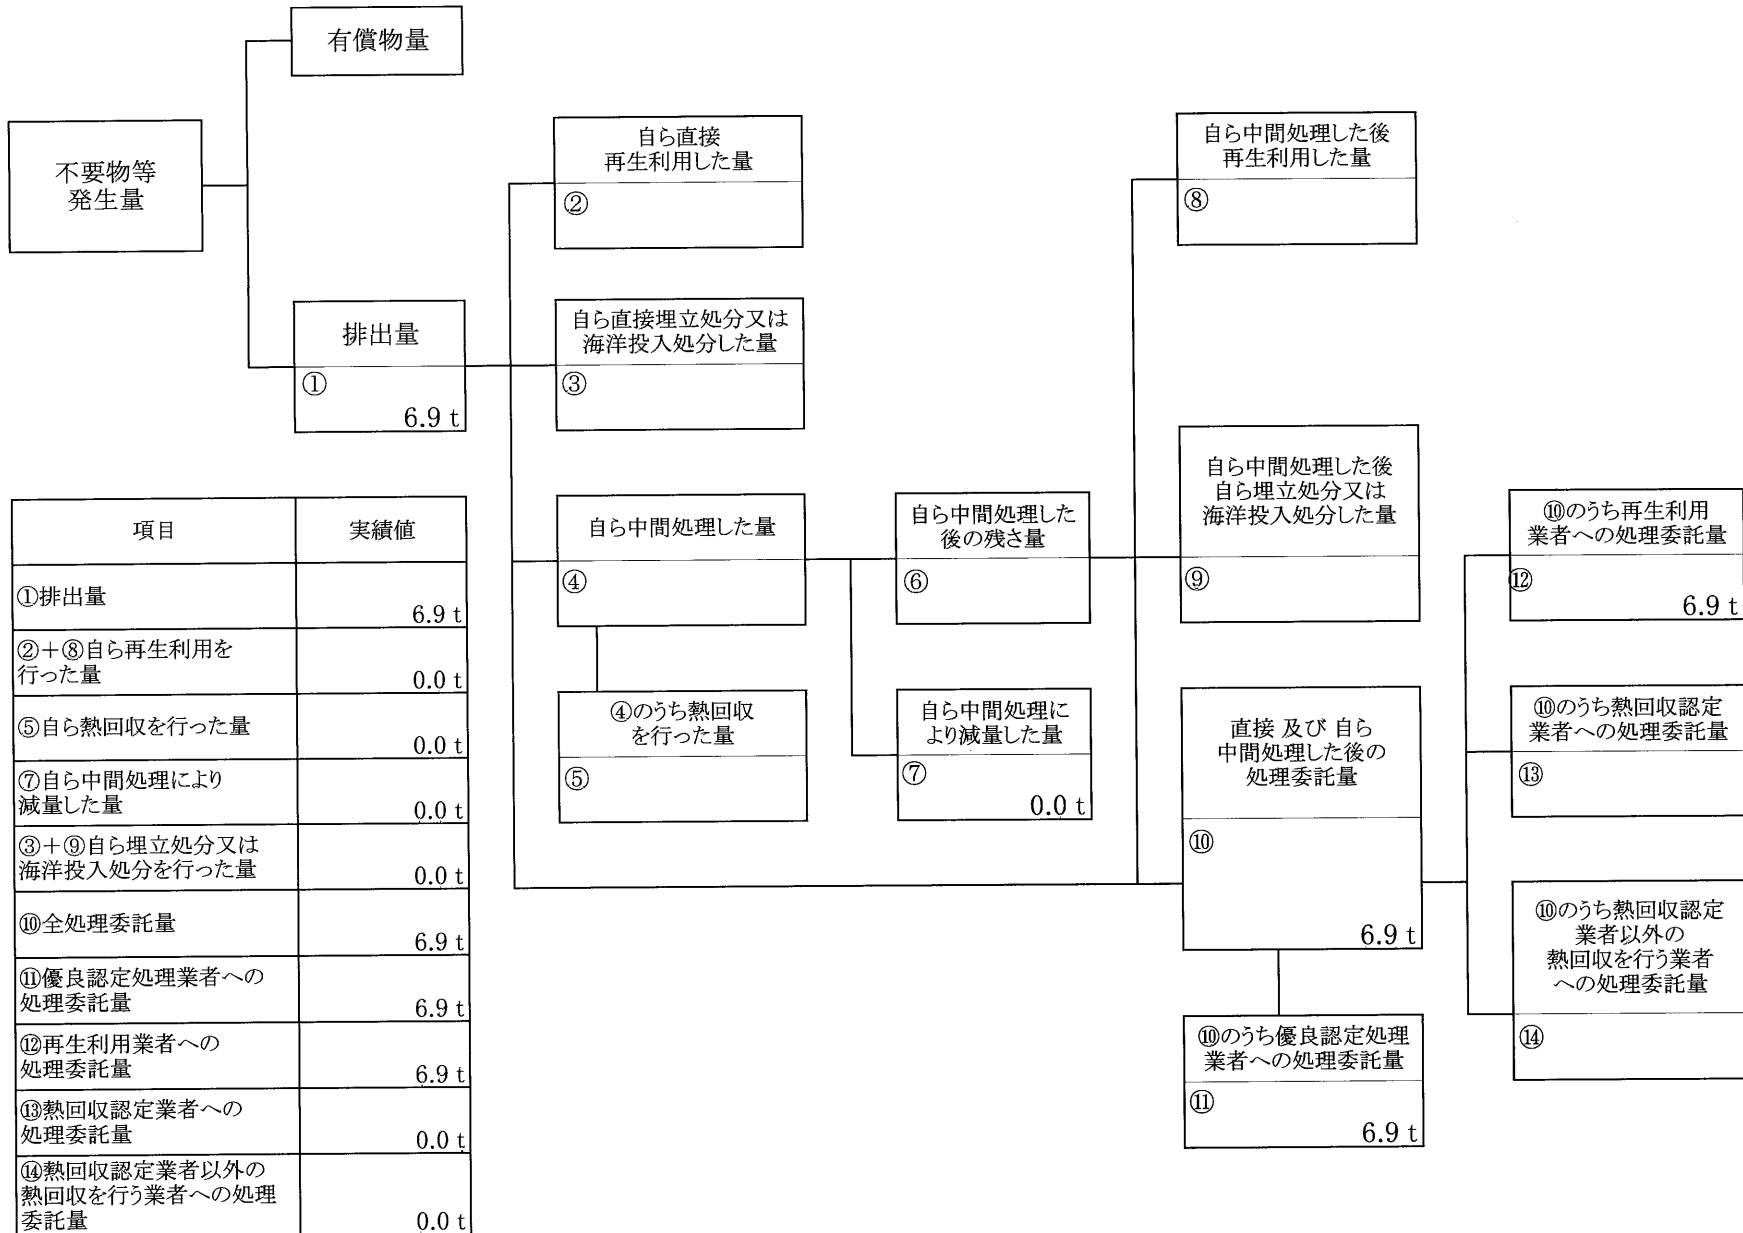 有償物量
不要物等
発生量
排出量
①
6.9 t
自ら直接
再生利用した量
②
自ら直接埋立処分又は
海洋投入処分した量
③
自ら中間処理した量
④
④のうち熱回収
を行った量
⑤
自ら中間処理した
後の残さ量
⑥
自ら中間処理に
より減量した量
⑦
0.0 t
自ら中間処理した後
再生利用した量
⑧
自ら中間処理した後
自ら埋立処分又は
海洋投入処分した量
⑨
直接 及び 自ら
中間処理した後の
処理委託量
⑩
6.9 t
⑩のうち優良認定処理
業者への処理委託量
⑪
6.9 t
⑩のうち再生利用
業者への処理委託量
⑫
6.9 t
⑩のうち熱回収認定
業者への処理委託量
⑬
⑩のうち熱回収認定
業者以外の
熱回収を行う業者
への処理委託量
⑭
項目 実績値
①排出量
6.9 t
②+⑧自ら再生利用を
行った量
0.0 t
⑤自ら熱回収を行った量
0.0 t
⑦自ら中間処理により
減量した量
0.0 t
③+⑨自ら埋立処分又は
海洋投入処分を行った量
0.0 t
⑩全処理委託量
6.9 t
⑪優良認定処理業者への
処理委託量
6.9 t
⑫再生利用業者への
処理委託量
6.9 t
⑬熱回収認定業者への
処理委託量
0.0 t
⑭熱回収認定業者以外の
熱回収を行う業者への処理
委託量
0.0 t